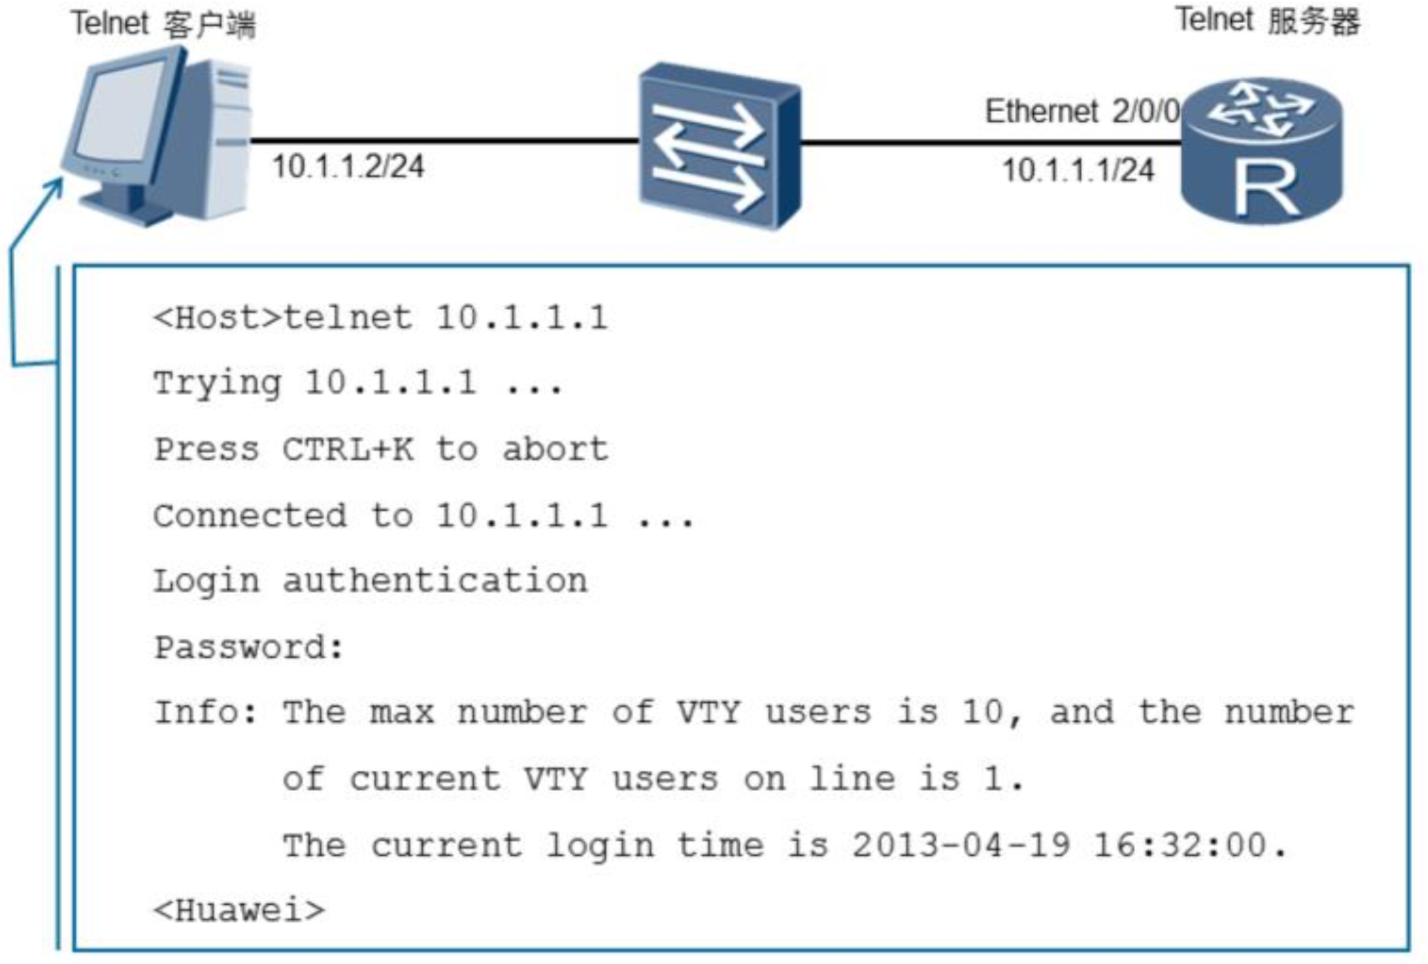 Telnet 客户端
Telnet 服务器
Ethernet 2/0/0
10.1.1.2/24
10.1.1.1/24
R
<Host>telnet 10.1.1.1
Trying 10.1.1.1 ...
Press CTRL+K to abort
Connected to 10.1.1.1 ...
Login authentication
Password:
Info: The max number of VTY users is 10, and the number
of current VTY users on line is 1.
The current login time is 2013-04-19 16:32:00.
<Huawei>